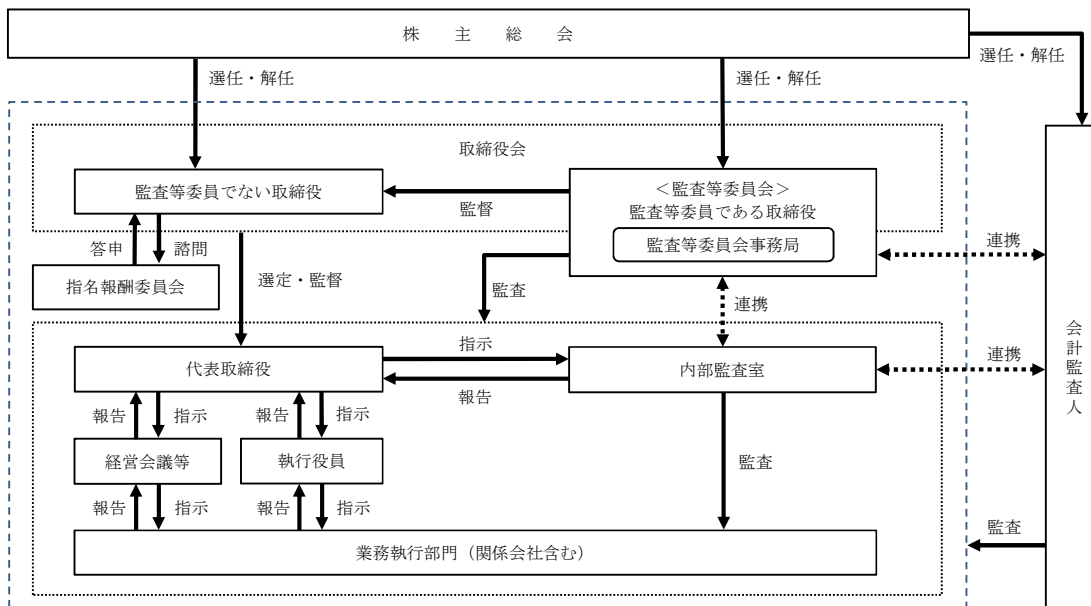 株主総会
選任・解任
選任・解任
選任・解任
取締役会
監査等委員でない取締役
監督
＜監査等委員会＞
監査等委員である取締役
監査等委員会事務局
答申
諮問
指名報酬委員会
選定・監督
監査
連携
連携
代表取締役
指示
報告
内部監査室
連携
会計監査人
報告
指示
報告
指示
経営会議等
執行役員
監査
報告
指示
報告
指示
業務執行部門（関係会社含む）
監査